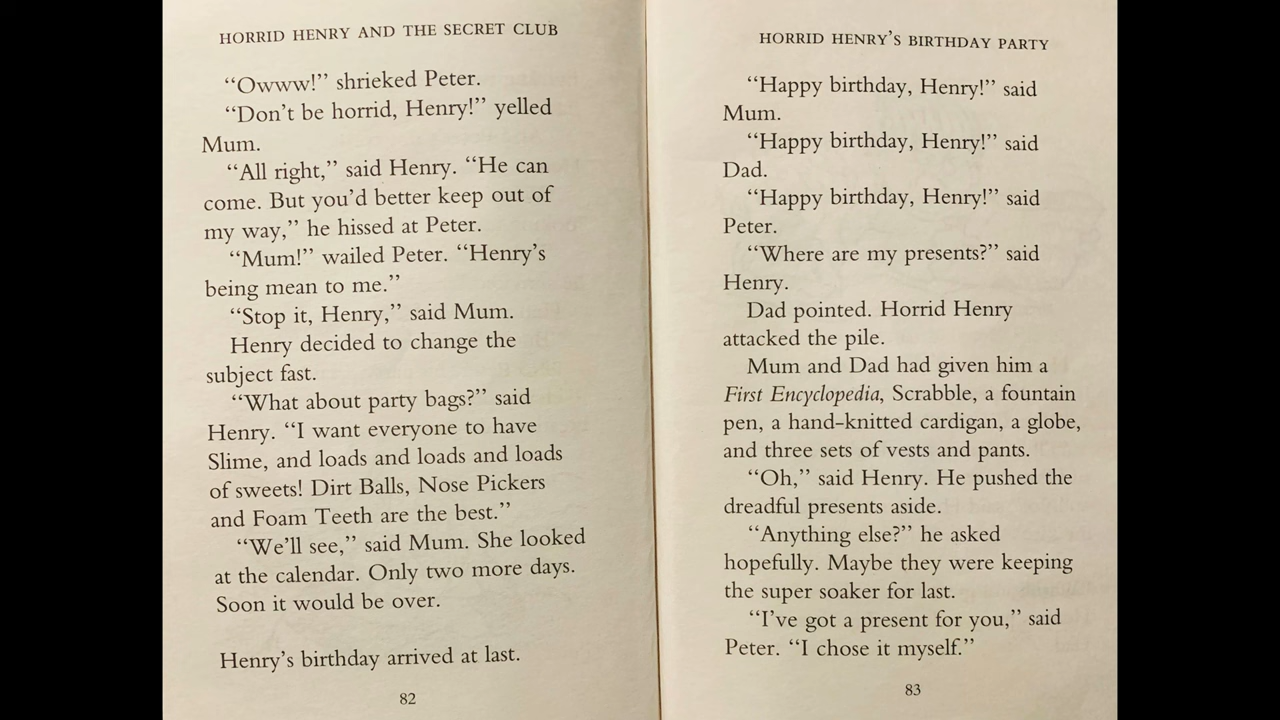 HORRID HENRY AND THE SECRET CLUB
“Owww!” shrieked Peter.
“Don’t be horrid, Henry!” yelled
Mum.
“All right,” said Henry. “He can
come. But you’d better keep out of
my way,” he hissed at Peter.
“Mum!” wailed Peter. “Henry’s
being mean to me.”
“Stop it, Henry,” said Mum.
Henry decided to change the
subject fast.
“What about party bags?” said
Henry. “I want everyone to have
Slime, and loads and loads and loads
of sweets! Dirt Balls, Nose Pickers
and Foam Teeth are the best.”
“We’ll see,” said Mum. She looked
at the calendar. Only two more days.
Soon it would be over.
Henry’s birthday arrived at last.
82
HORRID HENRY’S BIRTHDAY PARTY
“Happy birthday, Henry!” said
Mum.
“Happy birthday, Henry!” said
Dad.
“Happy birthday, Henry!” said
Peter.
“Where are my presents?” said
Henry.
Dad pointed. Horrid Henry
attacked the pile.
Mum and Dad had given him a
First Encyclopedia, Scrabble, a fountain
pen, a hand-knitted cardigan, a globe,
and three sets of vests and pants.
“Oh,” said Henry. He pushed the
dreadful presents aside.
“Anything else?” he asked
hopefully. Maybe they were keeping
the super soaker for last.
“I’ve got a present for you,” said
Peter. “I chose it myself.”
83